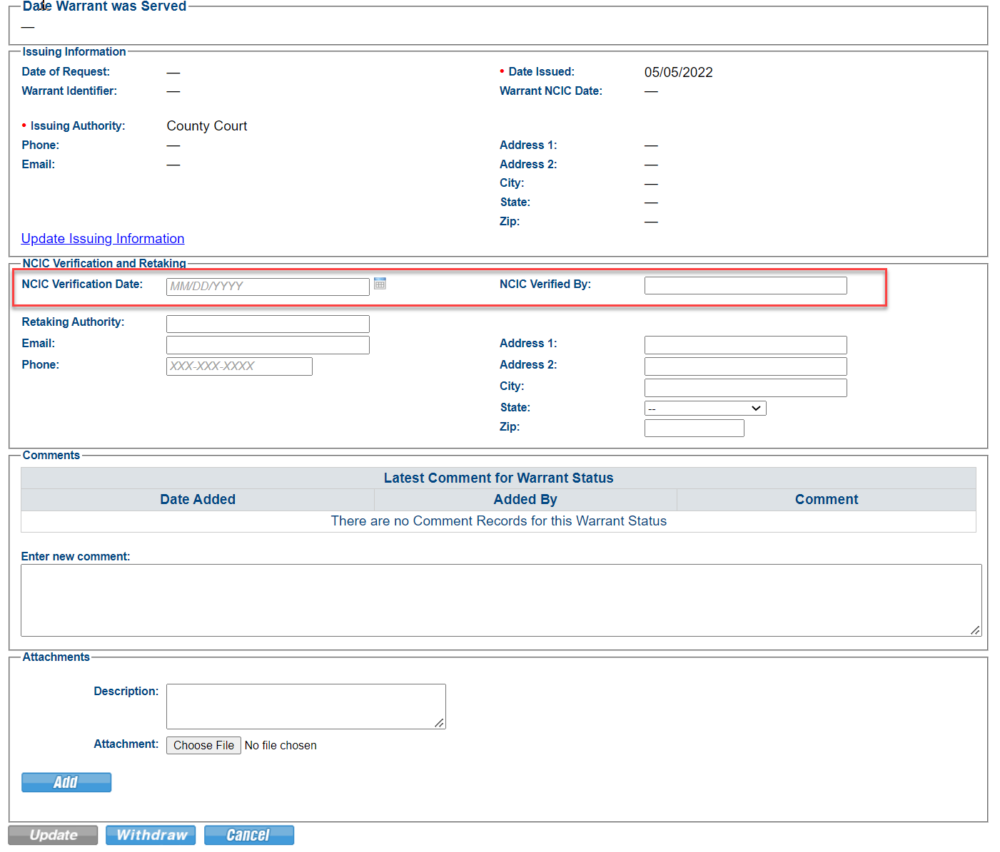 Date Warrant was Served
—
Issuing Information
Date of Request: — • Date Issued: 05/05/2022
Warrant Identifier: — Warrant NCIC Date: —
• Issuing Authority: County Court
Phone: — Address 1: —
Email: — Address 2: —
City: —
State: —
Zip: —
Update Issuing Information
NCIC Verification and Retaking
NCIC Verification Date: MM/DD/YYYY NCIC Verified By:
Retaking Authority:
Email: Address 1:
Phone: XXX-XXX-XXXX Address 2:
City:
State: --
Zip:
Comments
Latest Comment for Warrant Status
Date Added Added By Comment
There are no Comment Records for this Warrant Status
Enter new comment:
Attachments
Description:
Attachment: Choose File No file chosen
Add
Update Withdraw Cancel